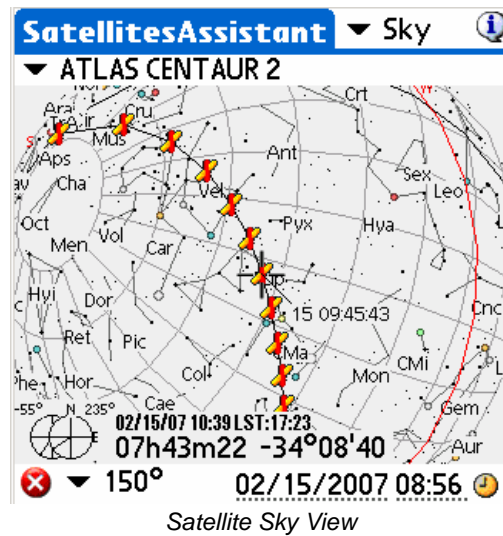 SatellitesAssistant Sky
ATLAS CENTAUR 2
Ara Cru Crt
TrA Mus
Aps Ant
Cha Vel Sex
Leo
Oct Vol Pyx Hya
Men Car
Hyi Dor 15 09:45:43 Cnc
Ret Pic CMa
Col Mon CMi
Hor Gem
-55° N 235° Cae
02/15/07 10:39 LST:17:23
07h43m22 -34°08'40 Aur
150° 02/15/2007 08:56
Satellite Sky View